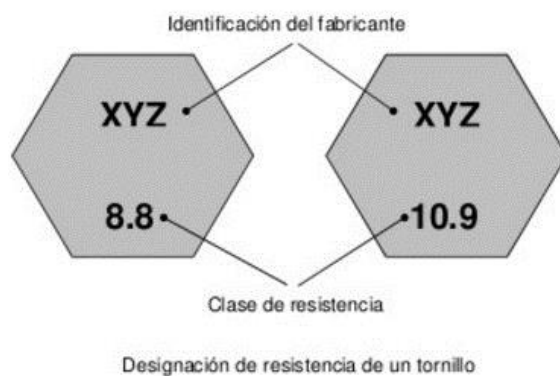 Identificación del fabricante
XYZ
XYZ
8.8
10.9
Clase de resistencia
Designación de resistencia de un tornillo